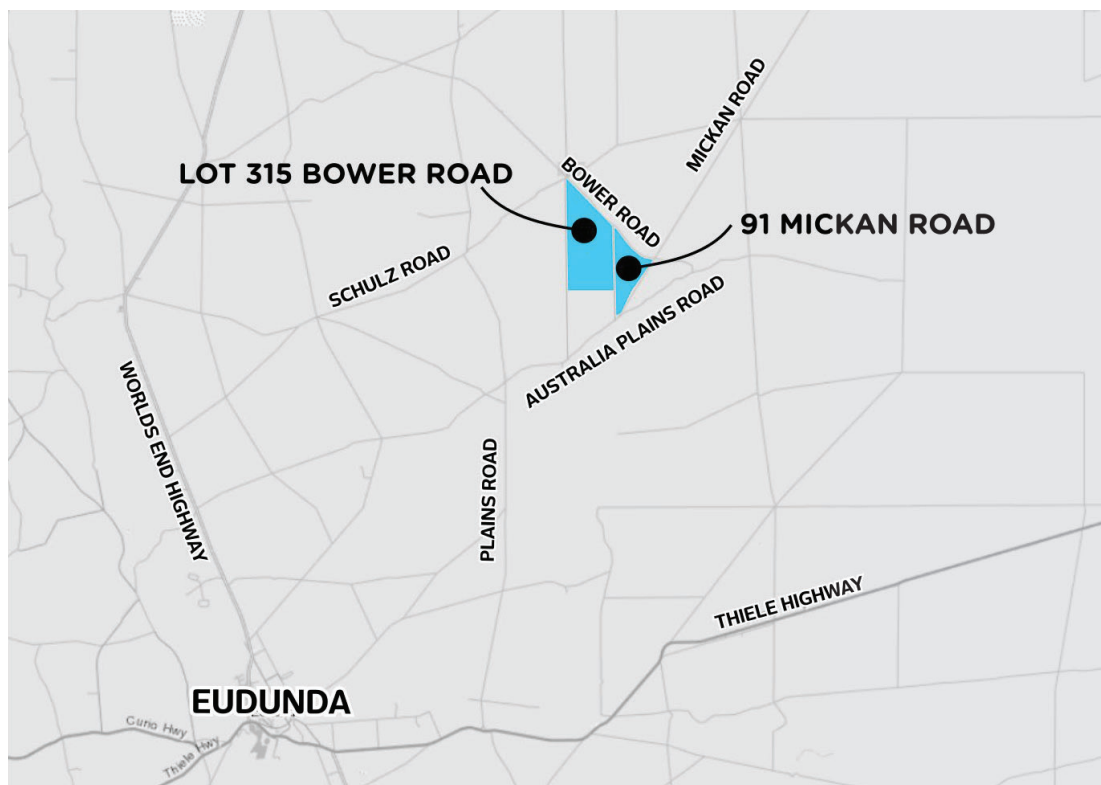 MICKAN ROAD
BOWER ROAD
LOT 315 BOWER ROAD
91 MICKAN ROAD
SCHULZ ROAD
AUSTRALIA PLAINS ROAD
WORLDS END HIGHWAY
PLAINS ROAD
THIELE HIGHWAY
EUDUNDA
Curio Hwy
Thiele Hwy